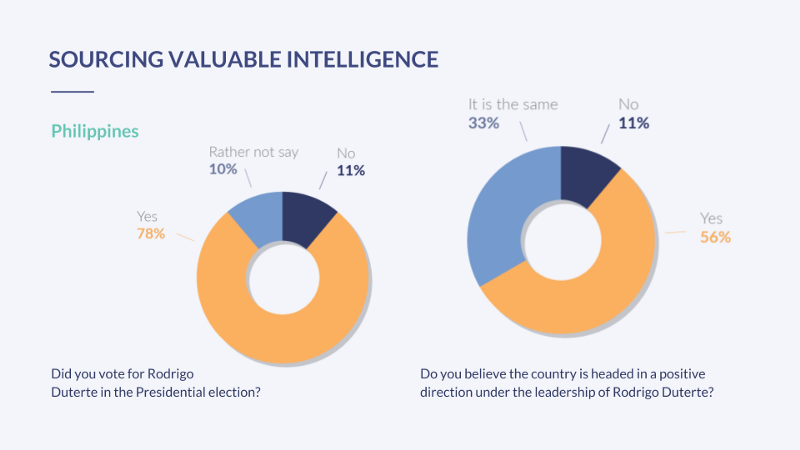 SOURCING VALUABLE INTELLIGENCE
Philippines
Rather not say
10%
No
11%
Yes
78%
Did you vote for Rodrigo
Duterte in the Presidential election?
It is the same
33%
No
11%
Yes
56%
Do you believe the country is headed in a positive
direction under the leadership of Rodrigo Duterte?